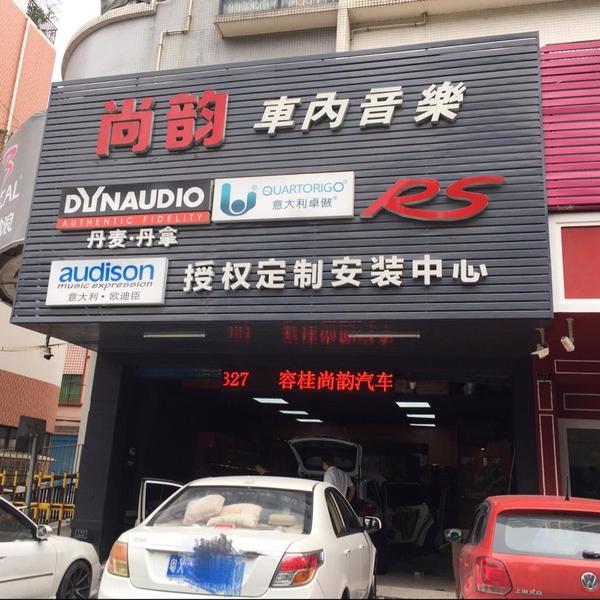 尚韵 車內音樂
DYNAUDIO
AUTHENTIC FIDELITY
丹麦·丹拿
QUARTORIGO
意大利卓傲
RS
audison
music expression
意大利·欧迪臣
授权定制安装中心
327 容桂尚韵汽车